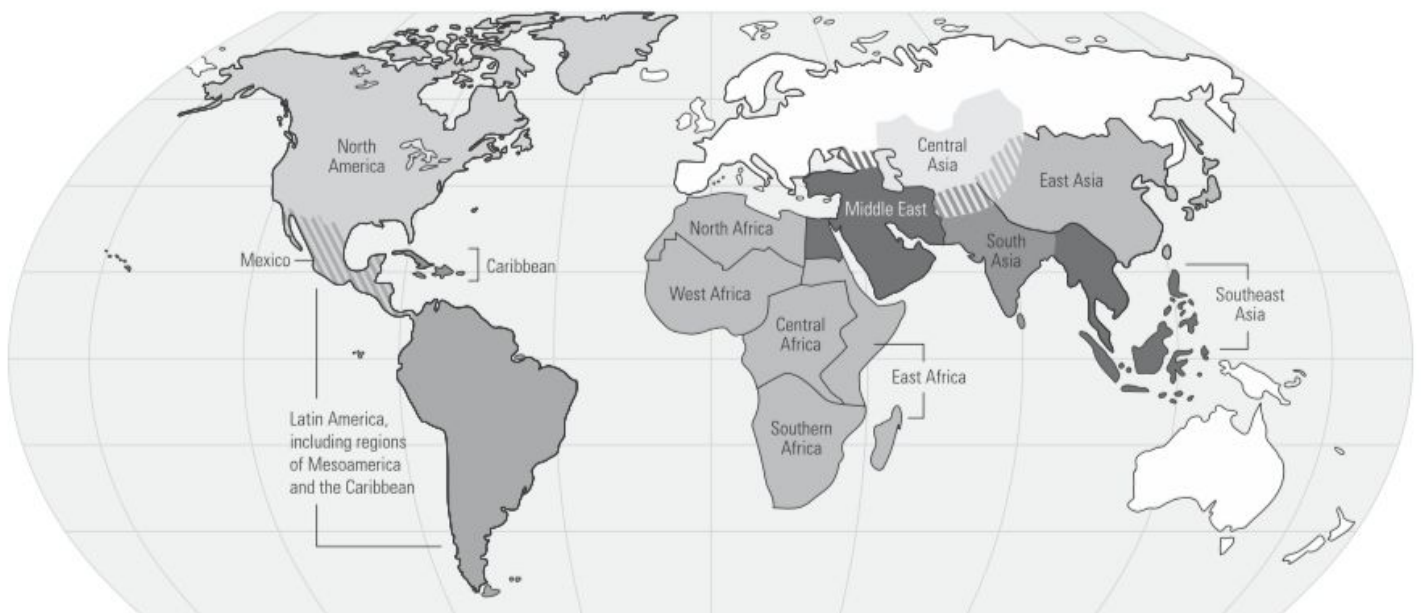 North
America
Mexico
Caribbean
Latin America,
including regions
of Mesoamerica
and the Caribbean
North Africa
West Africa
Central
Africa
East Africa
Southern
Africa
Middle East
Central
Asia
East Asia
South
Asia
Southeast
Asia